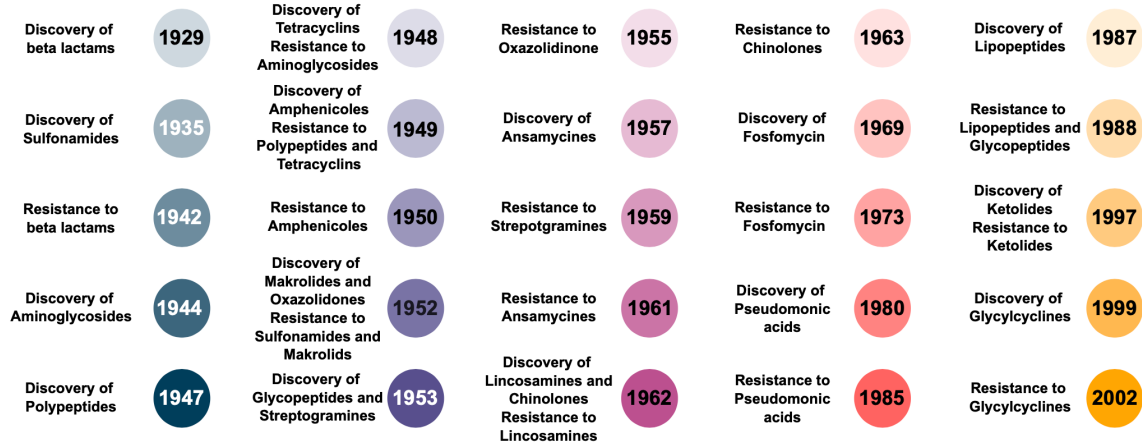 Discovery of
beta lactams
1929
Discovery of
Sulfonamides
1935
Resistance to
beta lactams
1942
Discovery of
Aminoglycosides
1944
Discovery of
Polypeptides
1947
Discovery of
Tetracyclins
Resistance to
Aminoglycosides
1948
Discovery of
Amphenicoles
Resistance to
Polypeptides and
Tetracyclins
1949
Resistance to
Amphenicoles
1950
Discovery of
Makrolides and
Oxazolidones
Resistance to
Sulfonamides and
Makrolids
1952
Discovery of
Glycopeptides and
Streptogramines
1953
Resistance to
Oxazolidinone
1955
Discovery of
Ansamycines
1957
Resistance to
Strepotgramines
1959
Resistance to
Ansamycines
1961
Discovery of
Lincosamines and
Chinolones
Resistance to
Lincosamines
1962
Resistance to
Chinolones
1963
Discovery of
Fosfomycin
1969
Resistance to
Fosfomycin
1973
Discovery of
Pseudomonic
acids
1980
Resistance to
Pseudomonic
acids
1985
Discovery of
Lipopeptides
1987
Resistance to
Lipopeptides and
Glycopeptides
1988
Discovery of
Ketolides
Resistance to
Ketolides
1997
Discovery of
Glycylcyclines
1999
Resistance to
Glycylcyclines
2002